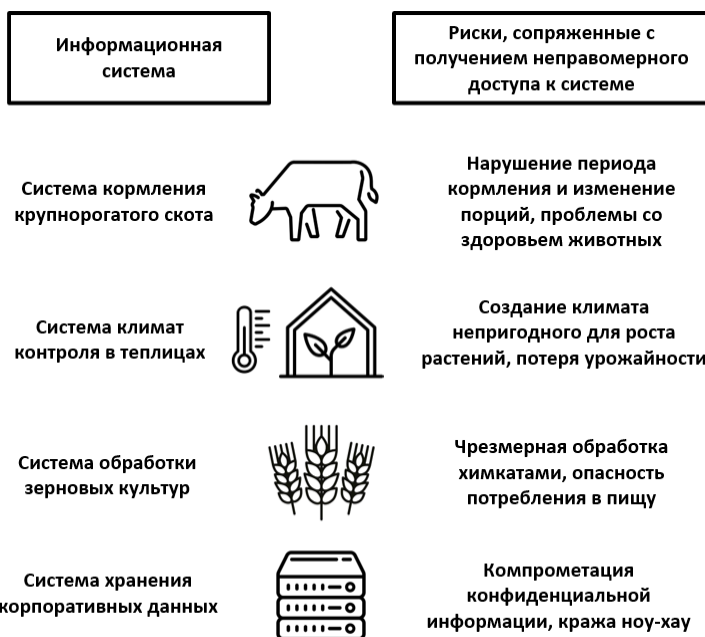 Информационная
система
Риски, сопряженные с
получением неправомерного
доступа к системе
Система кормления
крупнорогатого скота
Нарушение периода
кормления и изменение
порций, проблемы со
здоровьем животных
Система климат
контроля в теплицах
Создание климата
непригодного для роста
растений, потеря урожайности
Система обработки
зерновых культур
Чрезмерная обработка
химкатами, опасность
потребления в пищу
Система хранения
корпоративных данных
Компрометация
конфиденциальной
информации, кража ноу-хау